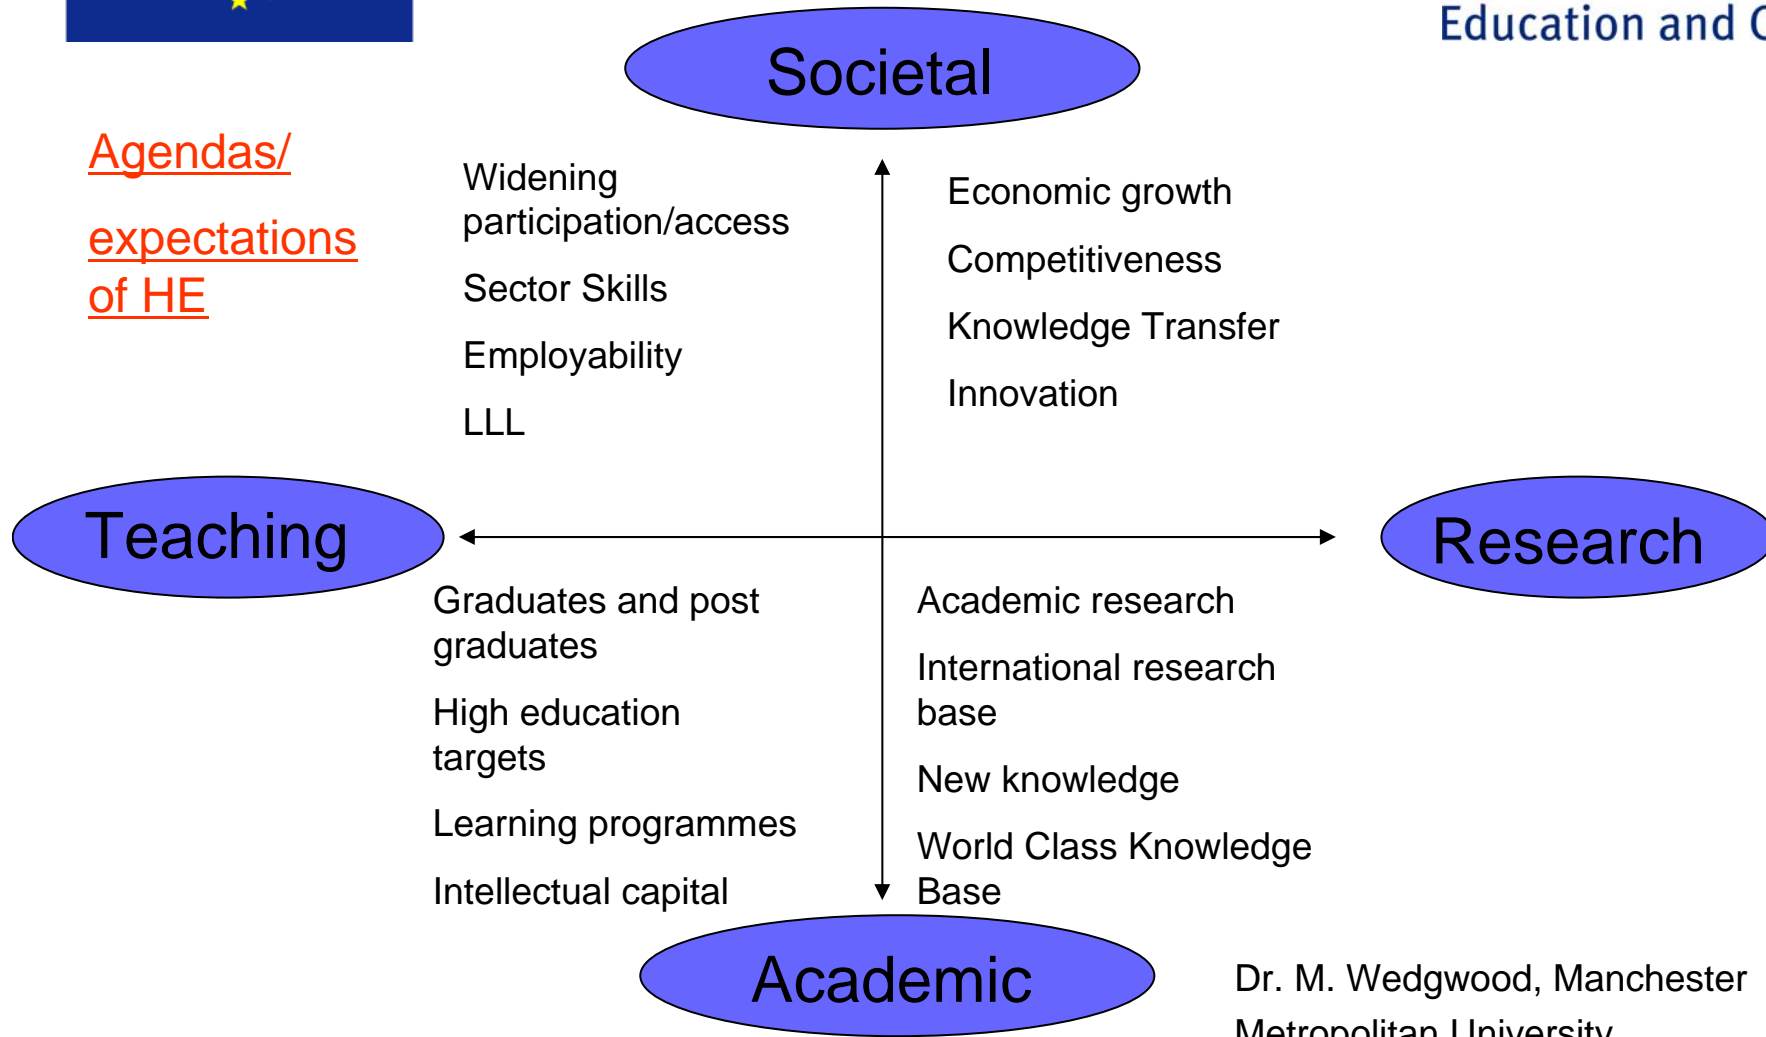 Education and
Societal
Agendas/
expectations
of HE
Widening
participation/access
Sector Skills
Employability
LLL
Economic growth
Competitiveness
Knowledge Transfer
Innovation
Teaching
Research
Graduates and post
graduates
High education
targets
Learning programmes
Intellectual capital
Academic research
International research
base
New knowledge
World Class Knowledge
Base
Academic
Dr. M. Wedgwood, Manchester
Metropolitan University